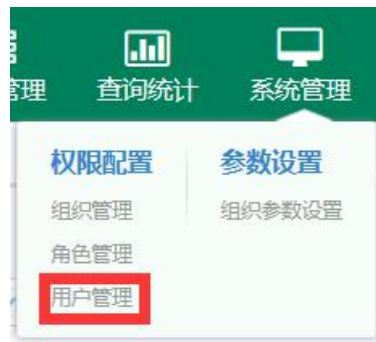 管理 查询统计 系统管理
权限配置 参数设置
组织管理 组织参数设置
角色管理
用户管理